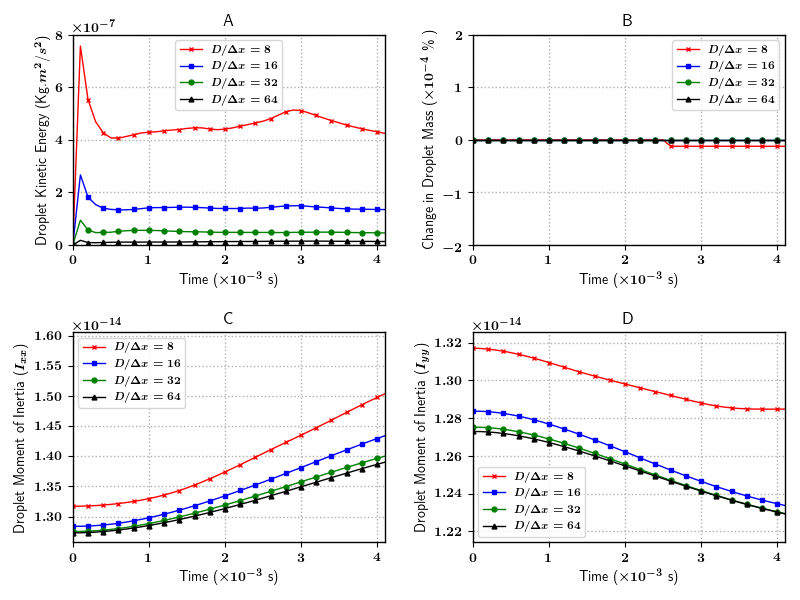 A
×10⁻⁷
Droplet Kinetic Energy (Kg.m²/s²)
8
6
4
2
0
D/Δx = 8
D/Δx = 16
D/Δx = 32
D/Δx = 64
0 1 2 3 4
Time (×10⁻³ s)
B
Change in Droplet Mass (×10⁻⁴ % )
2
1
0
−1
−2
D/Δx = 8
D/Δx = 16
D/Δx = 32
D/Δx = 64
0 1 2 3 4
Time (×10⁻³ s)
C
×10⁻¹⁴
Droplet Moment of Inertia (Iₓₓ)
1.60
1.55
1.50
1.45
1.40
1.35
1.30
D/Δx = 8
D/Δx = 16
D/Δx = 32
D/Δx = 64
0 1 2 3 4
Time (×10⁻³ s)
D
×10⁻¹⁴
Droplet Moment of Inertia (I_yy)
1.32
1.30
1.28
1.26
1.24
1.22
D/Δx = 8
D/Δx = 16
D/Δx = 32
D/Δx = 64
0 1 2 3 4
Time (×10⁻³ s)